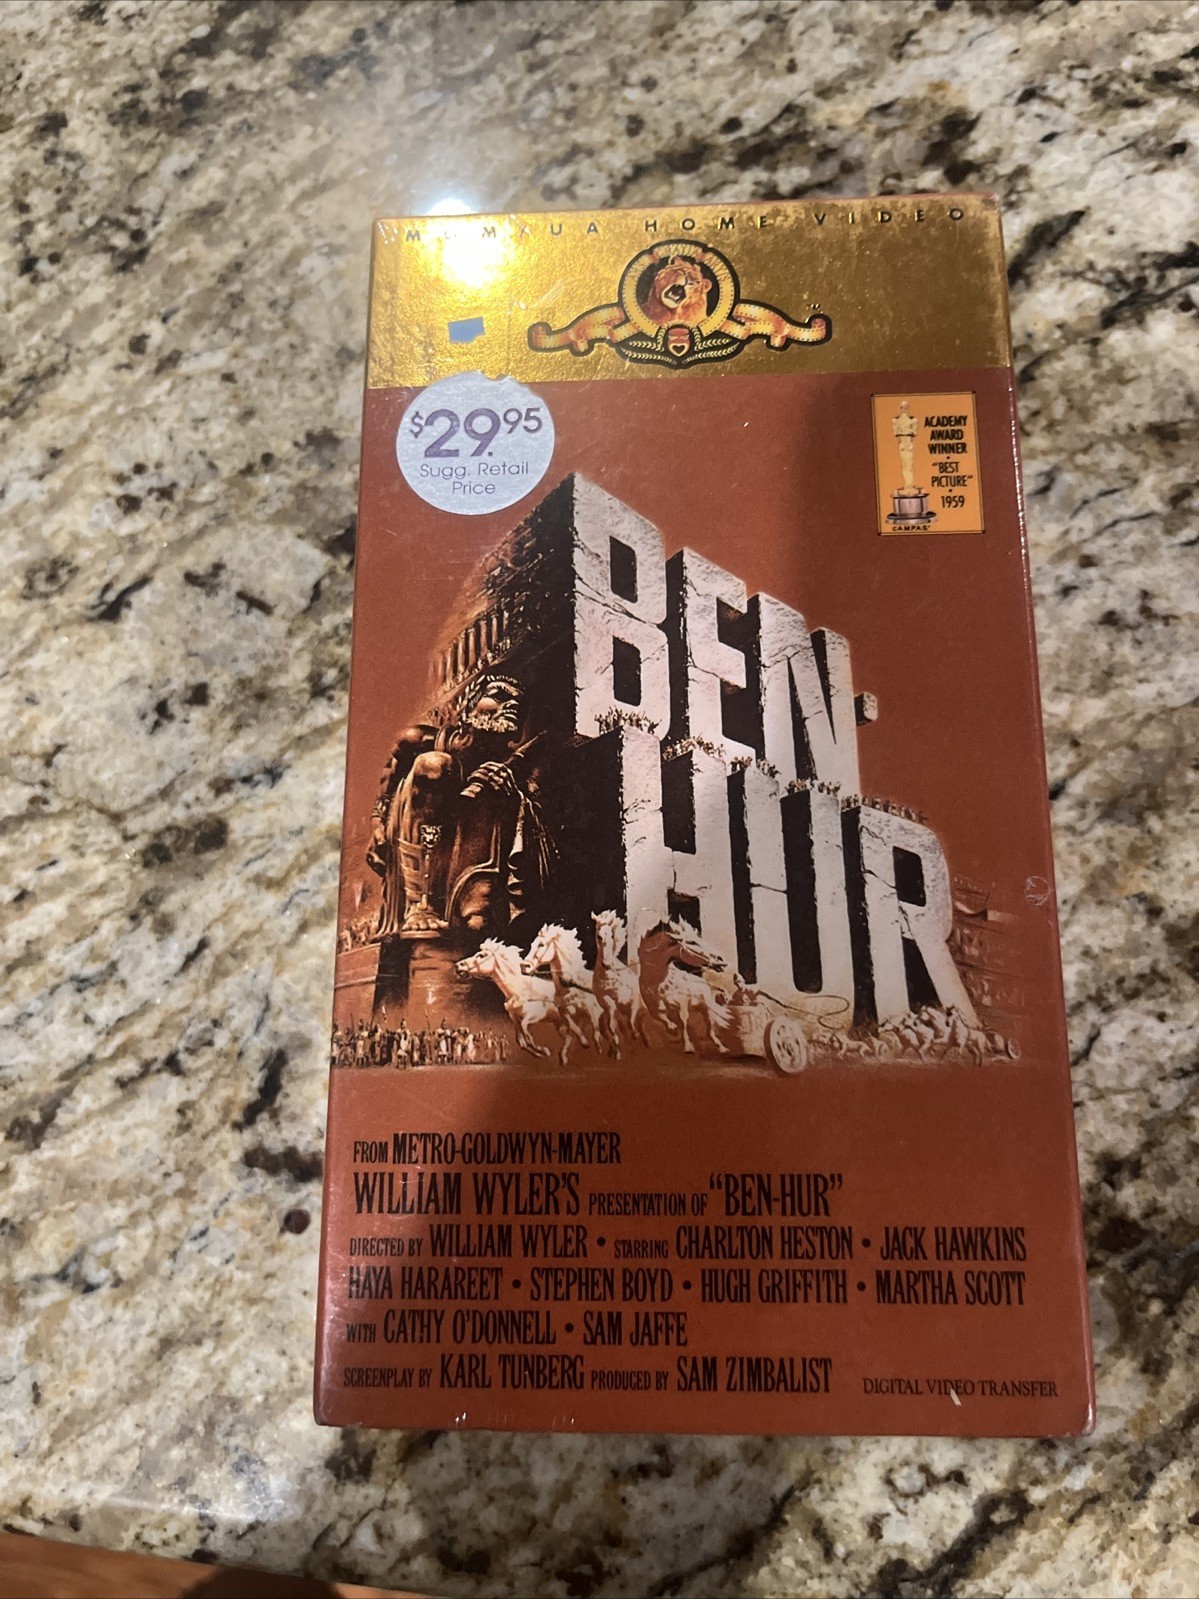 MGM/UA HOME VIDEO
$29.95
Sugg. Retail
Price
ACADEMY
AWARD
WINNER
•
"BEST
PICTURE"
•
1959
©A.M.P.A.S.®
BEN-
HUR
FROM METRO-GOLDWYN-MAYER
WILLIAM WYLER'S PRESENTATION OF "BEN-HUR"
DIRECTED BY WILLIAM WYLER • STARRING CHARLTON HESTON • JACK HAWKINS
HAYA HARAREET • STEPHEN BOYD • HUGH GRIFFITH • MARTHA SCOTT
WITH CATHY O'DONNELL • SAM JAFFE
SCREENPLAY BY KARL TUNBERG PRODUCED BY SAM ZIMBALIST
DIGITAL VIDEO TRANSFER